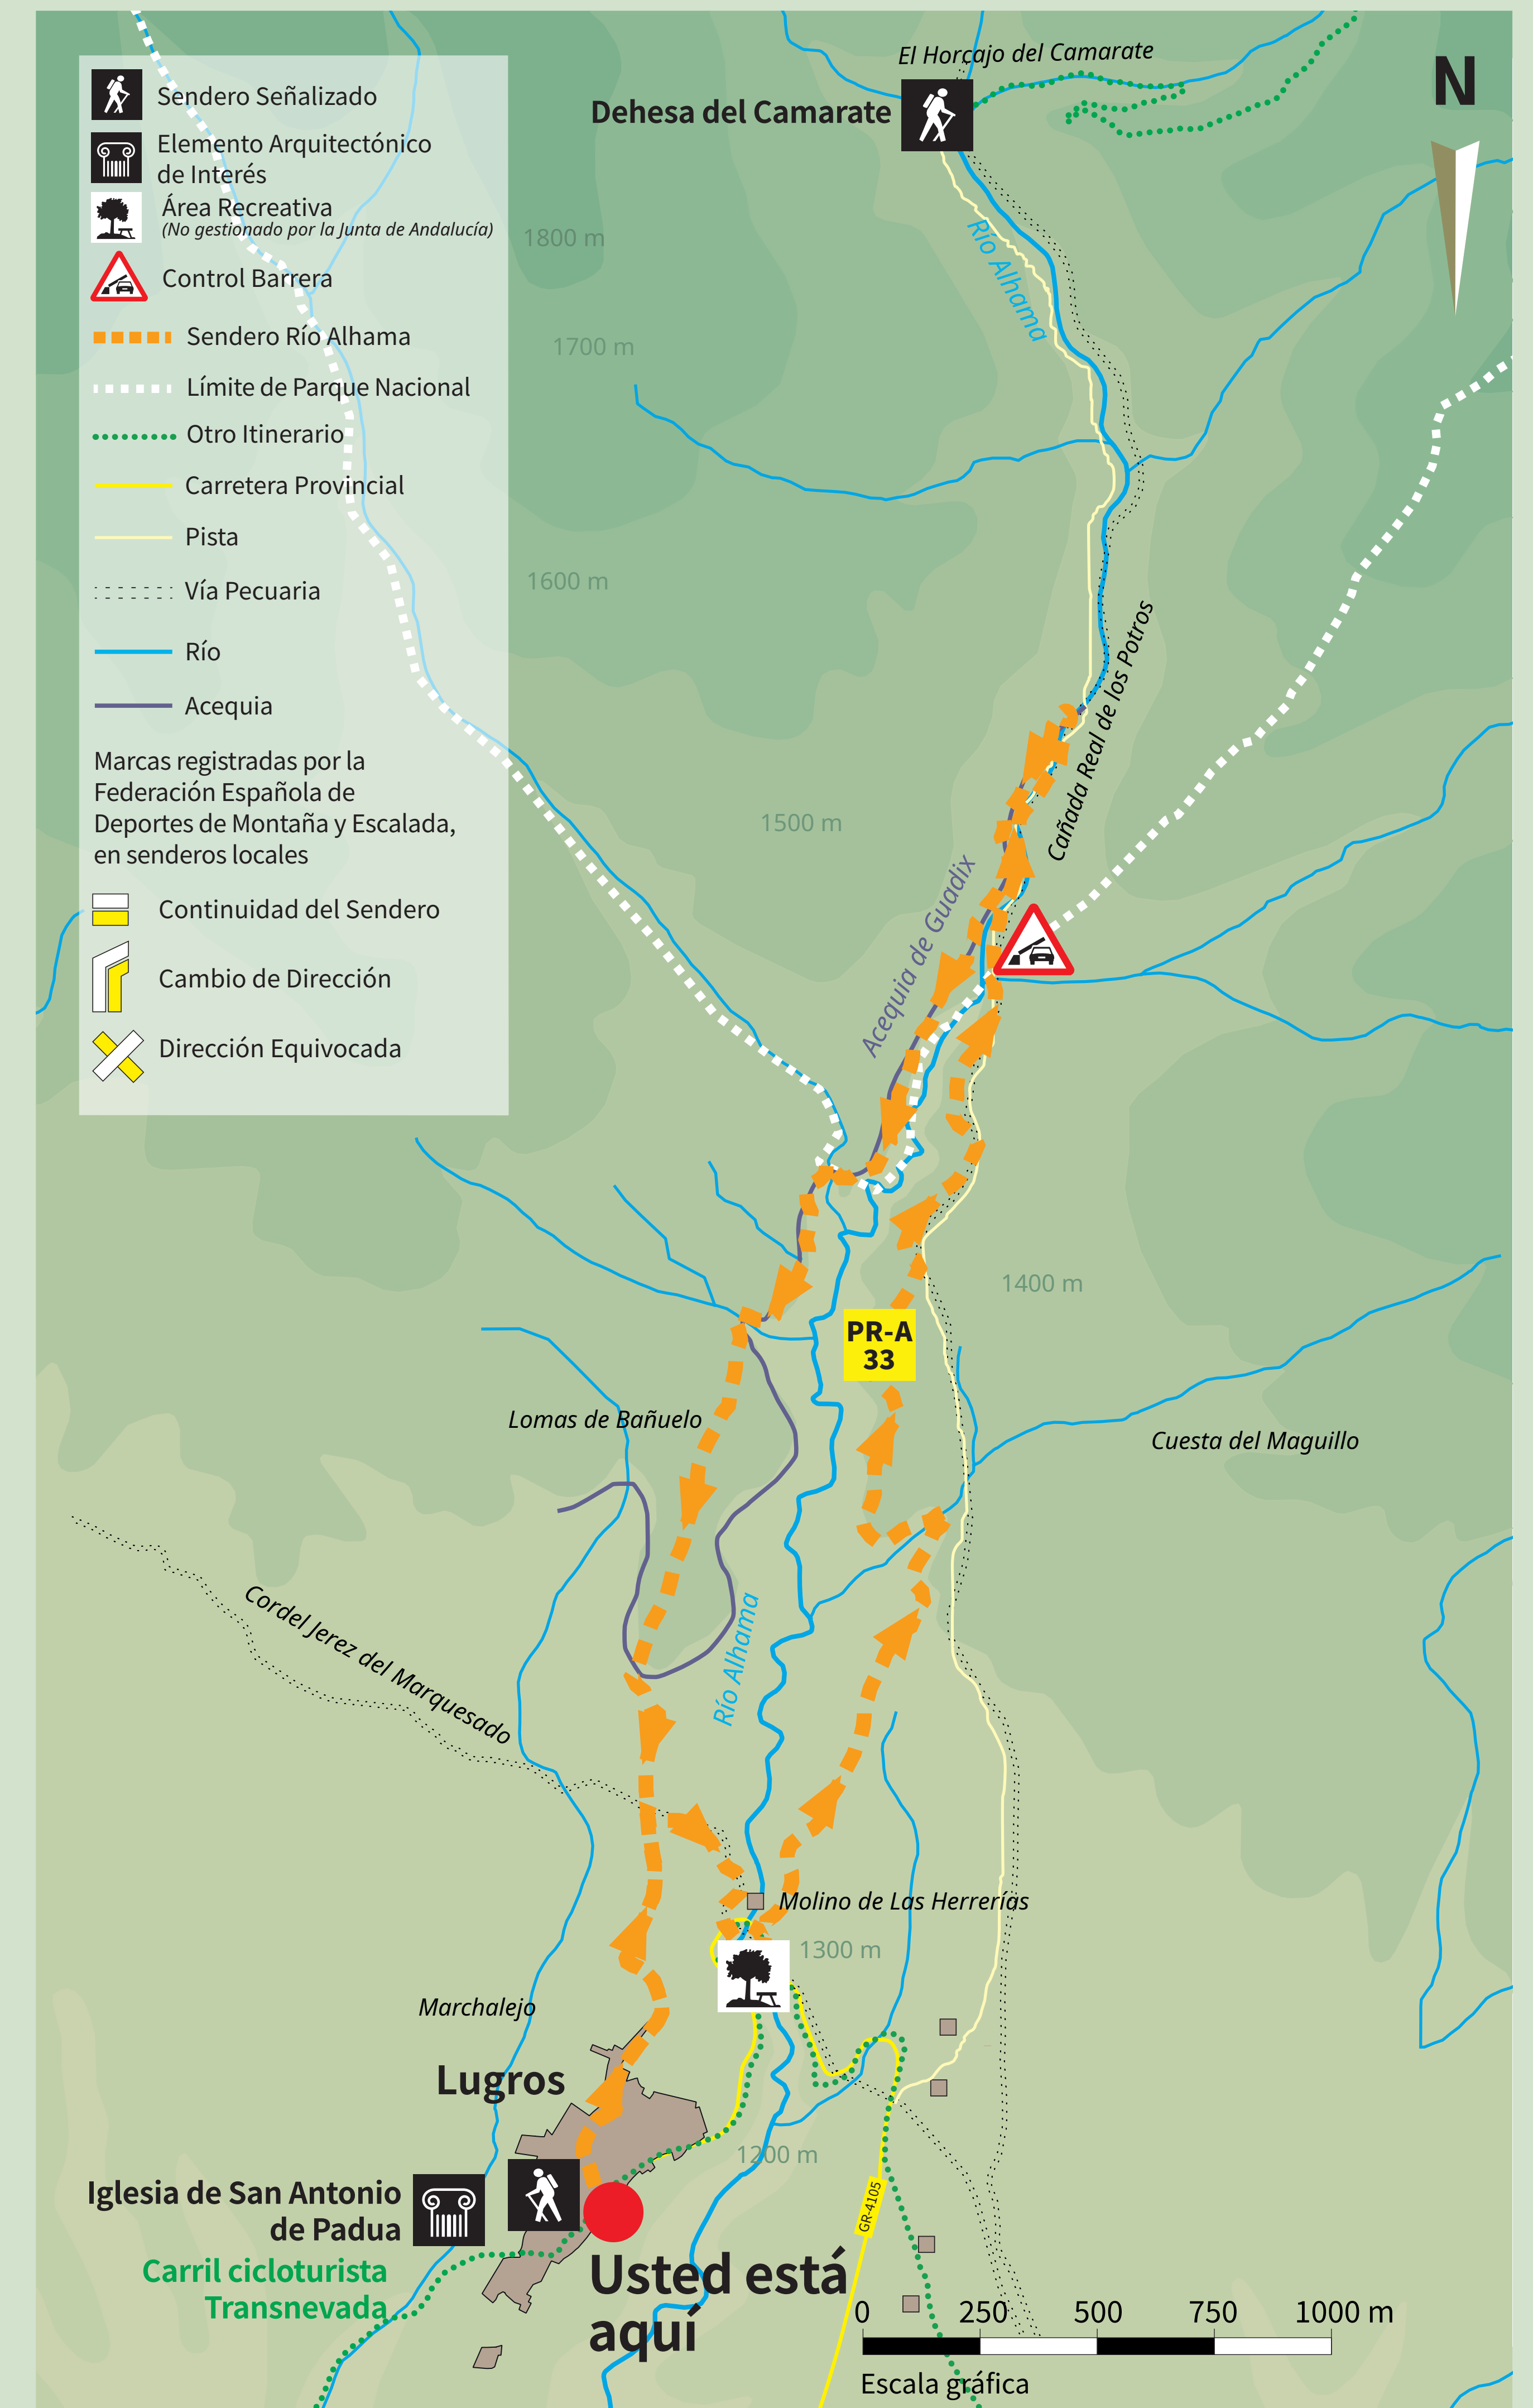 Sendero Señalizado
Elemento Arquitectónico
de Interés
Área Recreativa
(No gestionado por la Junta de Andalucía)
Control Barrera
Sendero Río Alhama
Límite de Parque Nacional
Otro Itinerario
Carretera Provincial
Pista
Vía Pecuaria
Río
Acequia
Marcas registradas por la
Federación Española de
Deportes de Montaña y Escalada,
en senderos locales
Continuidad del Sendero
Cambio de Dirección
Dirección Equivocada
El Horcajo del Camarate
Dehesa del Camarate
N
Río Alhama
1800 m
1700 m
1600 m
1500 m
Cañada Real de los Potros
Acequia de Guadix
1400 m
PR-A
33
Lomas de Bañuelo
Cuesta del Maguillo
Cordel Jerez del Marquesado
Río Alhama
Molino de Las Herrerías
1300 m
Marchalejo
Lugros
1200 m
Iglesia de San Antonio
de Padua
Carril cicloturista
Transnevada
GR-4105
Usted está
aquí
0 250 500 750 1000 m
Escala gráfica